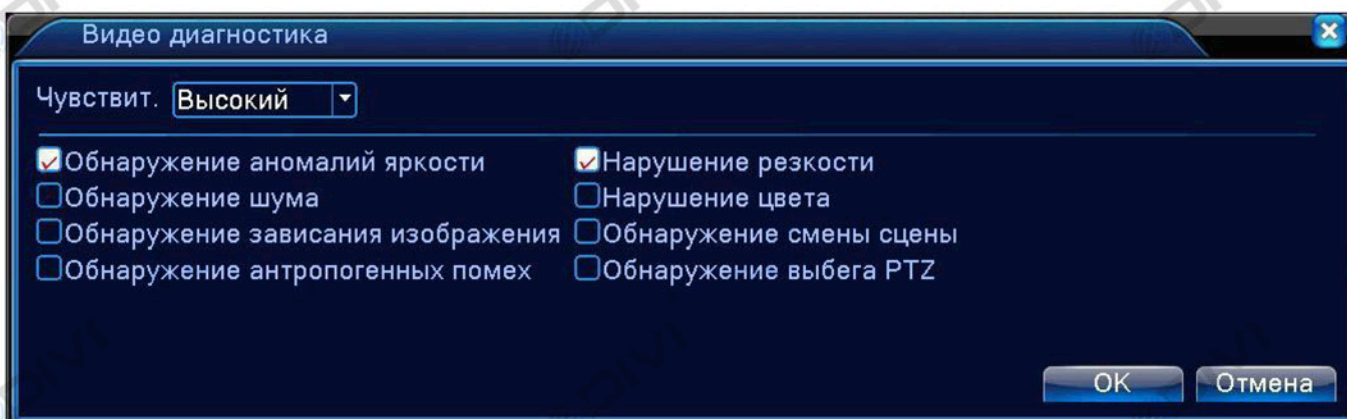 Видео диагностика
Чувствит. Высокий
Обнаружение аномалий яркости Нарушение резкости
Обнаружение шума Нарушение цвета
Обнаружение зависания изображения Обнаружение смены сцены
Обнаружение антропогенных помех Обнаружение выбега PTZ
OK Отмена
DIVI